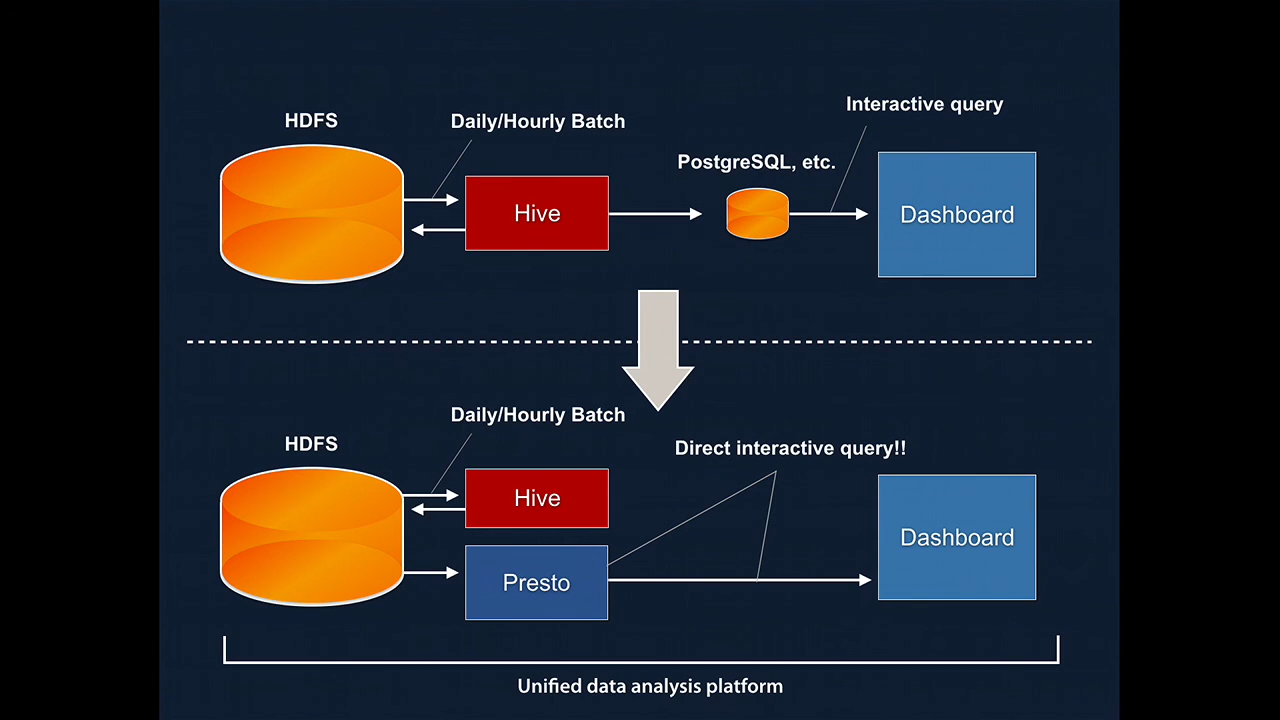 Interactive query
HDFS
Daily/Hourly Batch
PostgreSQL, etc.
Hive
Dashboard
Daily/Hourly Batch
HDFS
Direct interactive query!!
Hive
Dashboard
Presto
Unified data analysis platform